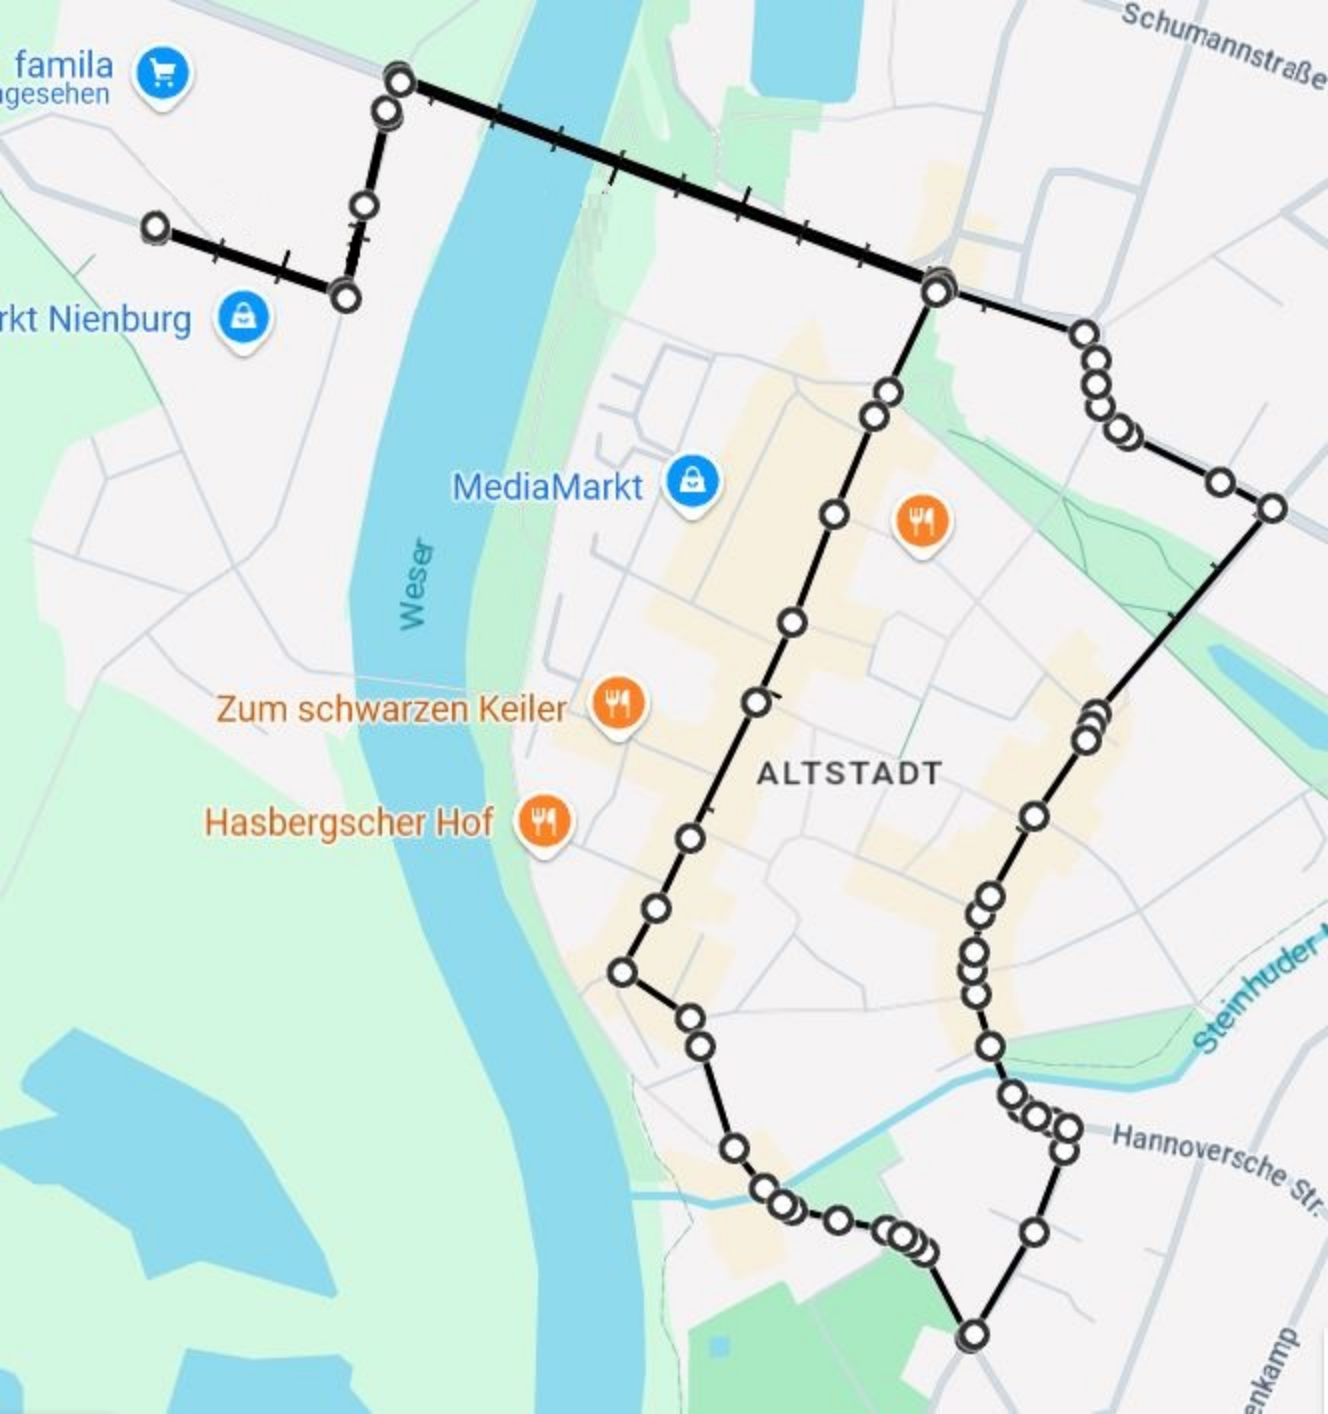 Schumannstraße
famila
ngesehen
rkt Nienburg
MediaMarkt
Weser
Zum schwarzen Keiler
ALTSTADT
Hasbergscher Hof
Steinhuder M
Hannoversche Str.
enkamp